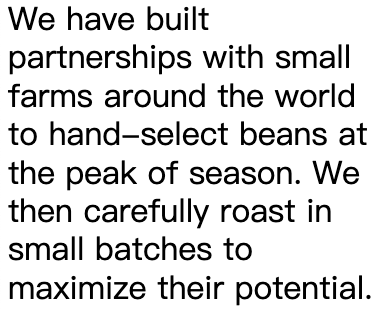 We have built
partnerships with small
farms around the world
to hand–select beans at
the peak of season. We
then carefully roast in
small batches to
maximize their potential.